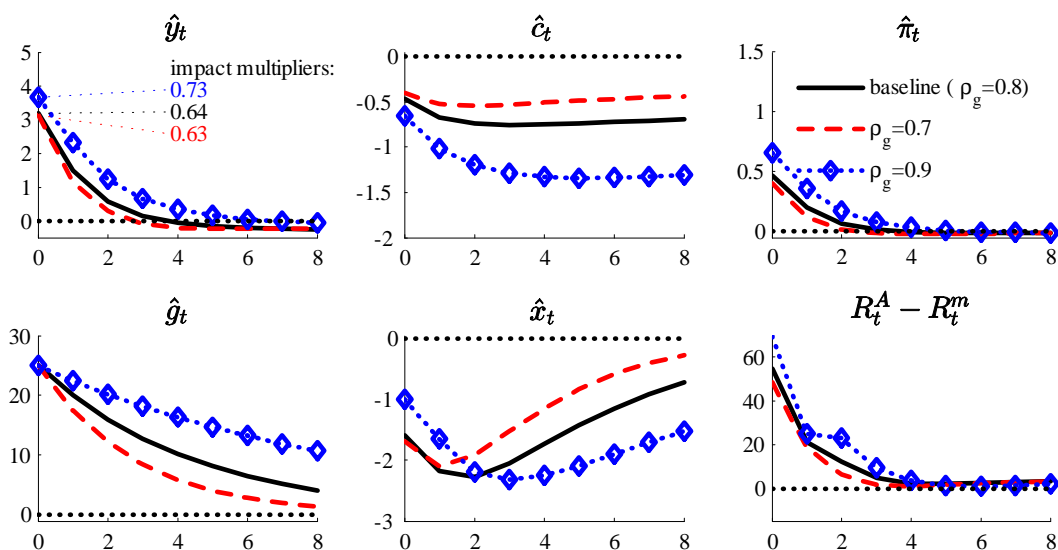 ŷ_t
ĉ_t
π̂_t
5
4
3
2
1
0
impact multipliers:
0.73
0.64
0.63
0 2 4 6 8
0
-0.5
-1
-1.5
-2
0 2 4 6 8
1.5
1
0.5
0
baseline ( ρ_g=0.8)
ρ_g=0.7
ρ_g=0.9
0 2 4 6 8
ĝ_t
x̂_t
R_t^A − R_t^m
30
20
10
0
0 2 4 6 8
0
-1
-2
-3
0 2 4 6 8
60
40
20
0
0 2 4 6 8